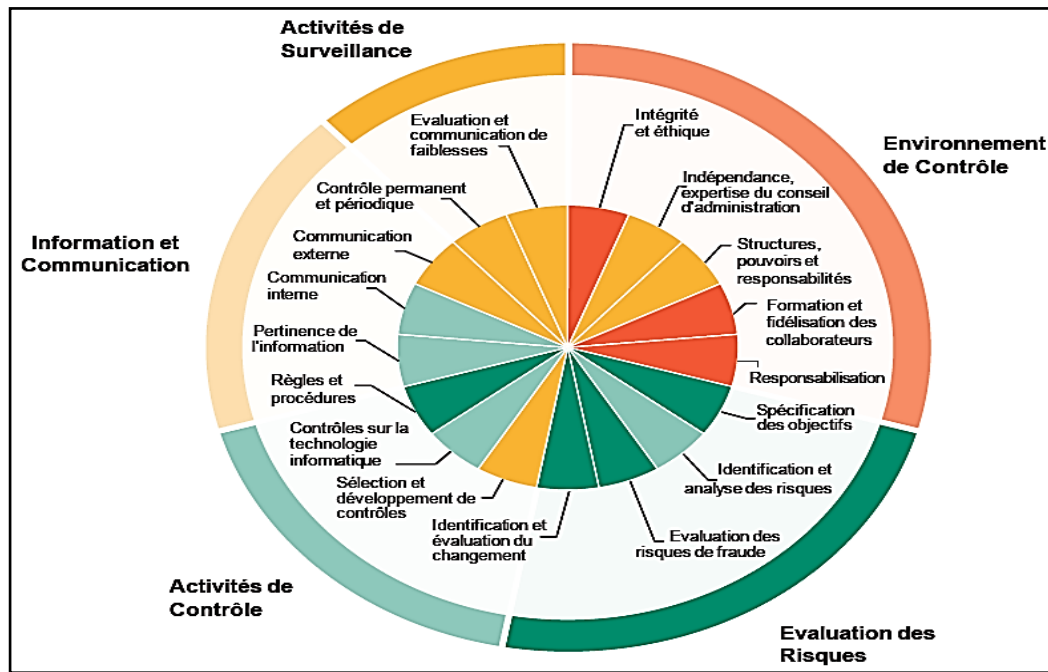 Activités de
Surveillance
Evaluation et
communication de
faiblesses
Intégrité
et éthique
Environnement
de Contrôle
Contrôle permanent
et périodique
Indépendance,
expertise du conseil
d'administration
Information et
Communication
Communication
externe
Structures,
pouvoirs et
responsabilités
Communication
interne
Formation et
fidélisation des
collaborateurs
Pertinence de
l'information
Responsabilisation
Règles et
procédures
Spécification
des objectifs
Contrôles sur la
technologie
informatique
Identification et
analyse des risques
Sélection et
développement de
contrôles
Identification et
évaluation du
changement
Evaluation des
risques de fraude
Activités de
Contrôle
Evaluation des
Risques